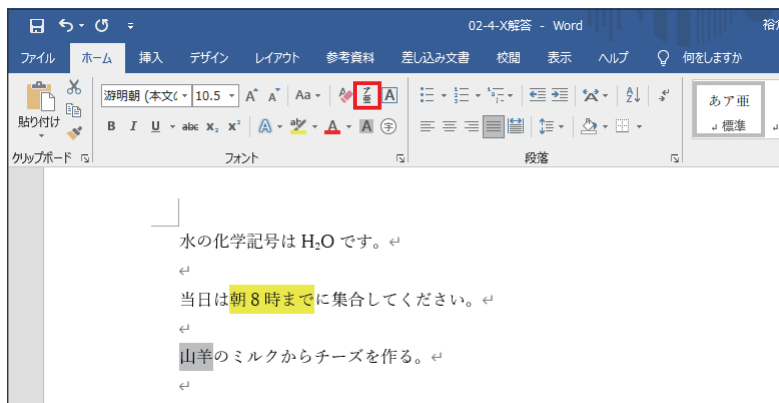 02-4-X解答 - Word
ファイル ホーム 挿入 デザイン レイアウト 参考資料 差し込み文書 校閲 表示 ヘルプ 何をしますか
貼り付け
游明朝 (本文( 10.5 A A Aa ア亜 A
B I U abc x₂ x² A aby A A 字
あア亜
標準
クリップボード フォント 段落
水の化学記号は H₂O です。
当日は朝 8 時までに集合してください。
山羊のミルクからチーズを作る。